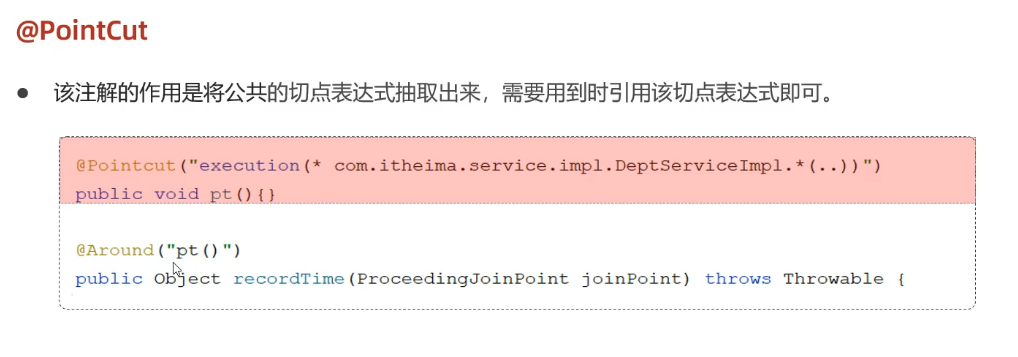 @PointCut
● 该注解的作用是将公共的切点表达式抽取出来，需要用到时引用该切点表达式即可。
@Pointcut("execution(* com.itheima.service.impl.DeptServiceImpl.*(..))")
public void pt(){}
@Around("pt()")
public Object recordTime(ProceedingJoinPoint joinPoint) throws Throwable {